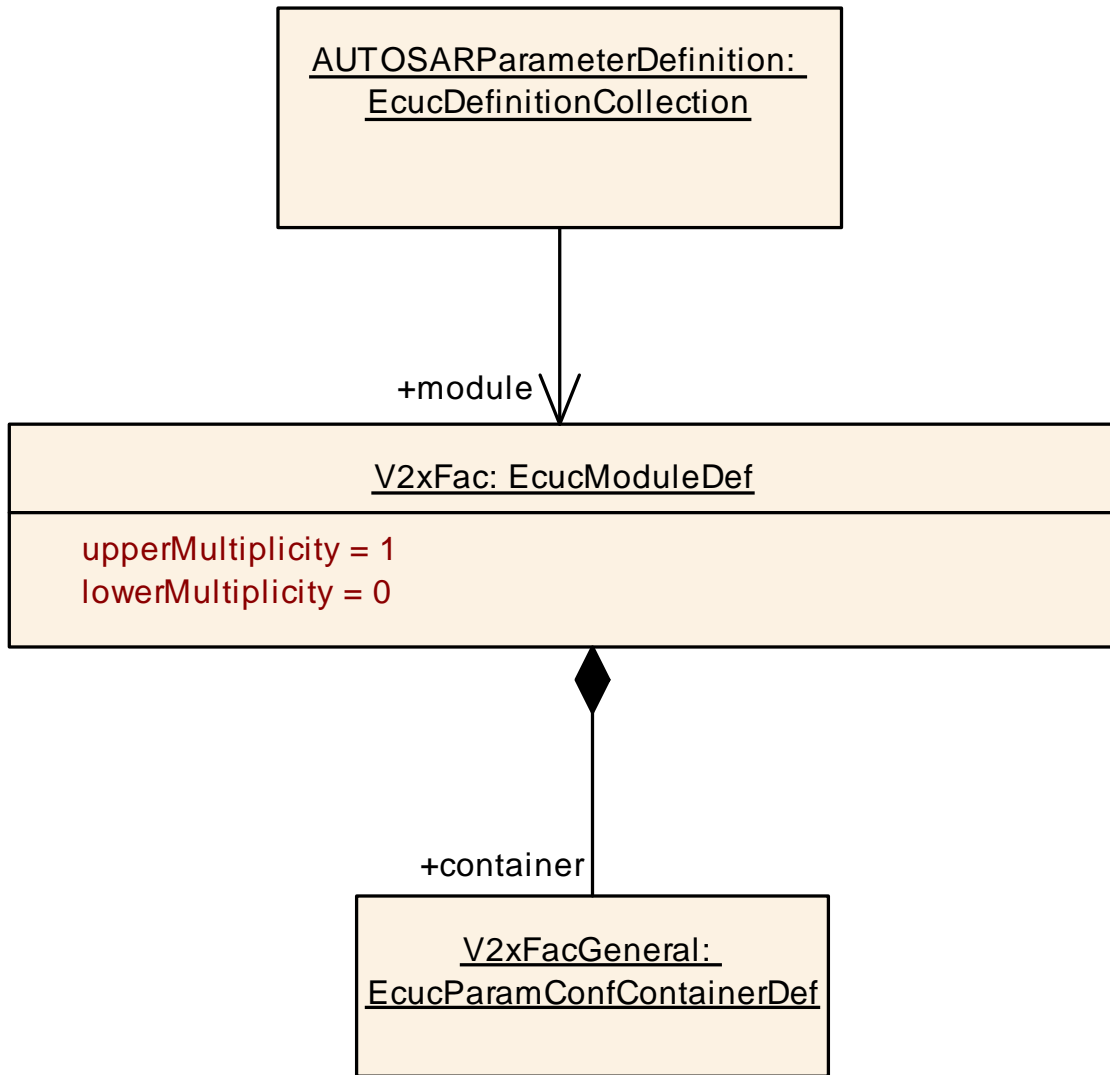 AUTOSARParameterDefinition:
EcucDefinitionCollection
+module
V2xFac: EcucModuleDef
upperMultiplicity = 1
lowerMultiplicity = 0
+container
V2xFacGeneral:
EcucParamConfContainerDef